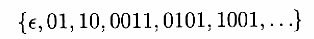 {ϵ, 01, 10, 0011, 0101, 1001, . . .}